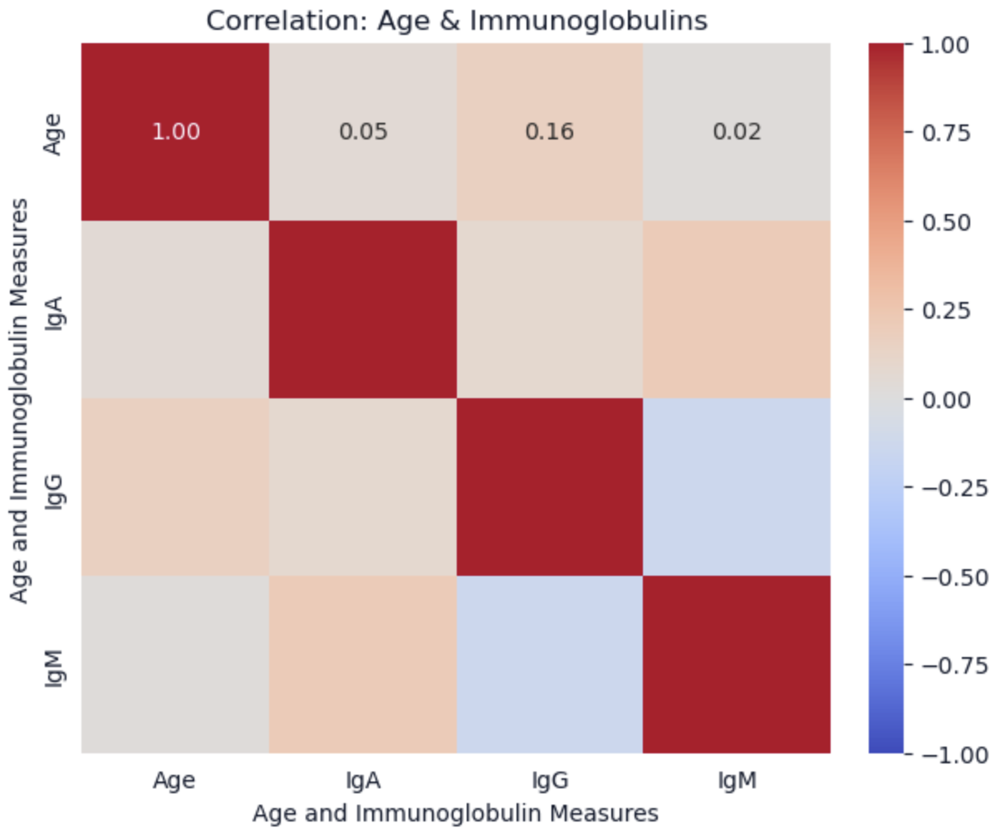 Correlation: Age & Immunoglobulins
Age and Immunoglobulin Measures
Age
IgA
IgG
IgM
1.00 0.05 0.16 0.02
1.00
0.75
0.50
0.25
0.00
−0.25
−0.50
−0.75
−1.00
Age IgA IgG IgM
Age and Immunoglobulin Measures